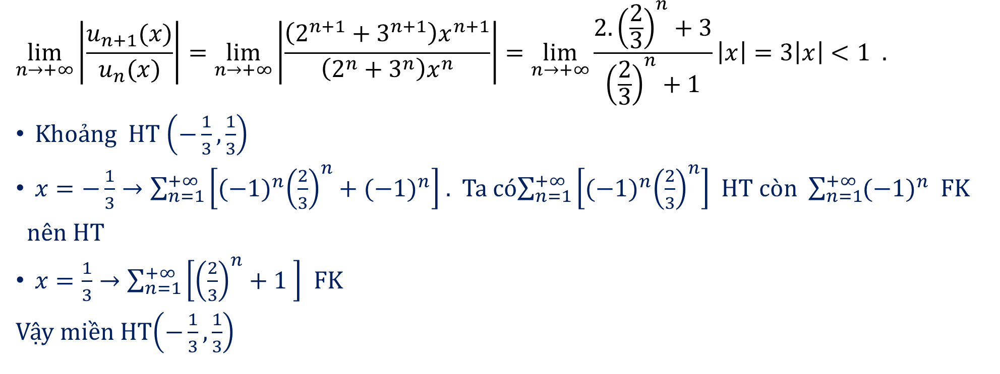 $\lim_{n\to+\infty}\left|\frac{u_{n+1}(x)}{u_n(x)}\right| = \lim_{n\to+\infty}\left|\frac{(2^{n+1}+3^{n+1})x^{n+1}}{(2^n+3^n)x^n}\right| = \lim_{n\to+\infty}\frac{2.\left(\frac{2}{3}\right)^n+3}{\left(\frac{2}{3}\right)^n+1}|x| = 3|x| < 1$ .
• Khoảng HT $\left(-\frac{1}{3},\frac{1}{3}\right)$
• $x = -\frac{1}{3} \to \sum_{n=1}^{+\infty}\left[(-1)^n\left(\frac{2}{3}\right)^n + (-1)^n\right]$ . Ta có$\sum_{n=1}^{+\infty}\left[(-1)^n\left(\frac{2}{3}\right)^n\right]$ HT còn $\sum_{n=1}^{+\infty}(-1)^n$ FK
nên HT
• $x = \frac{1}{3} \to \sum_{n=1}^{+\infty}\left[\left(\frac{2}{3}\right)^n + 1\right]$ FK
Vậy miền HT$\left(-\frac{1}{3},\frac{1}{3}\right)$